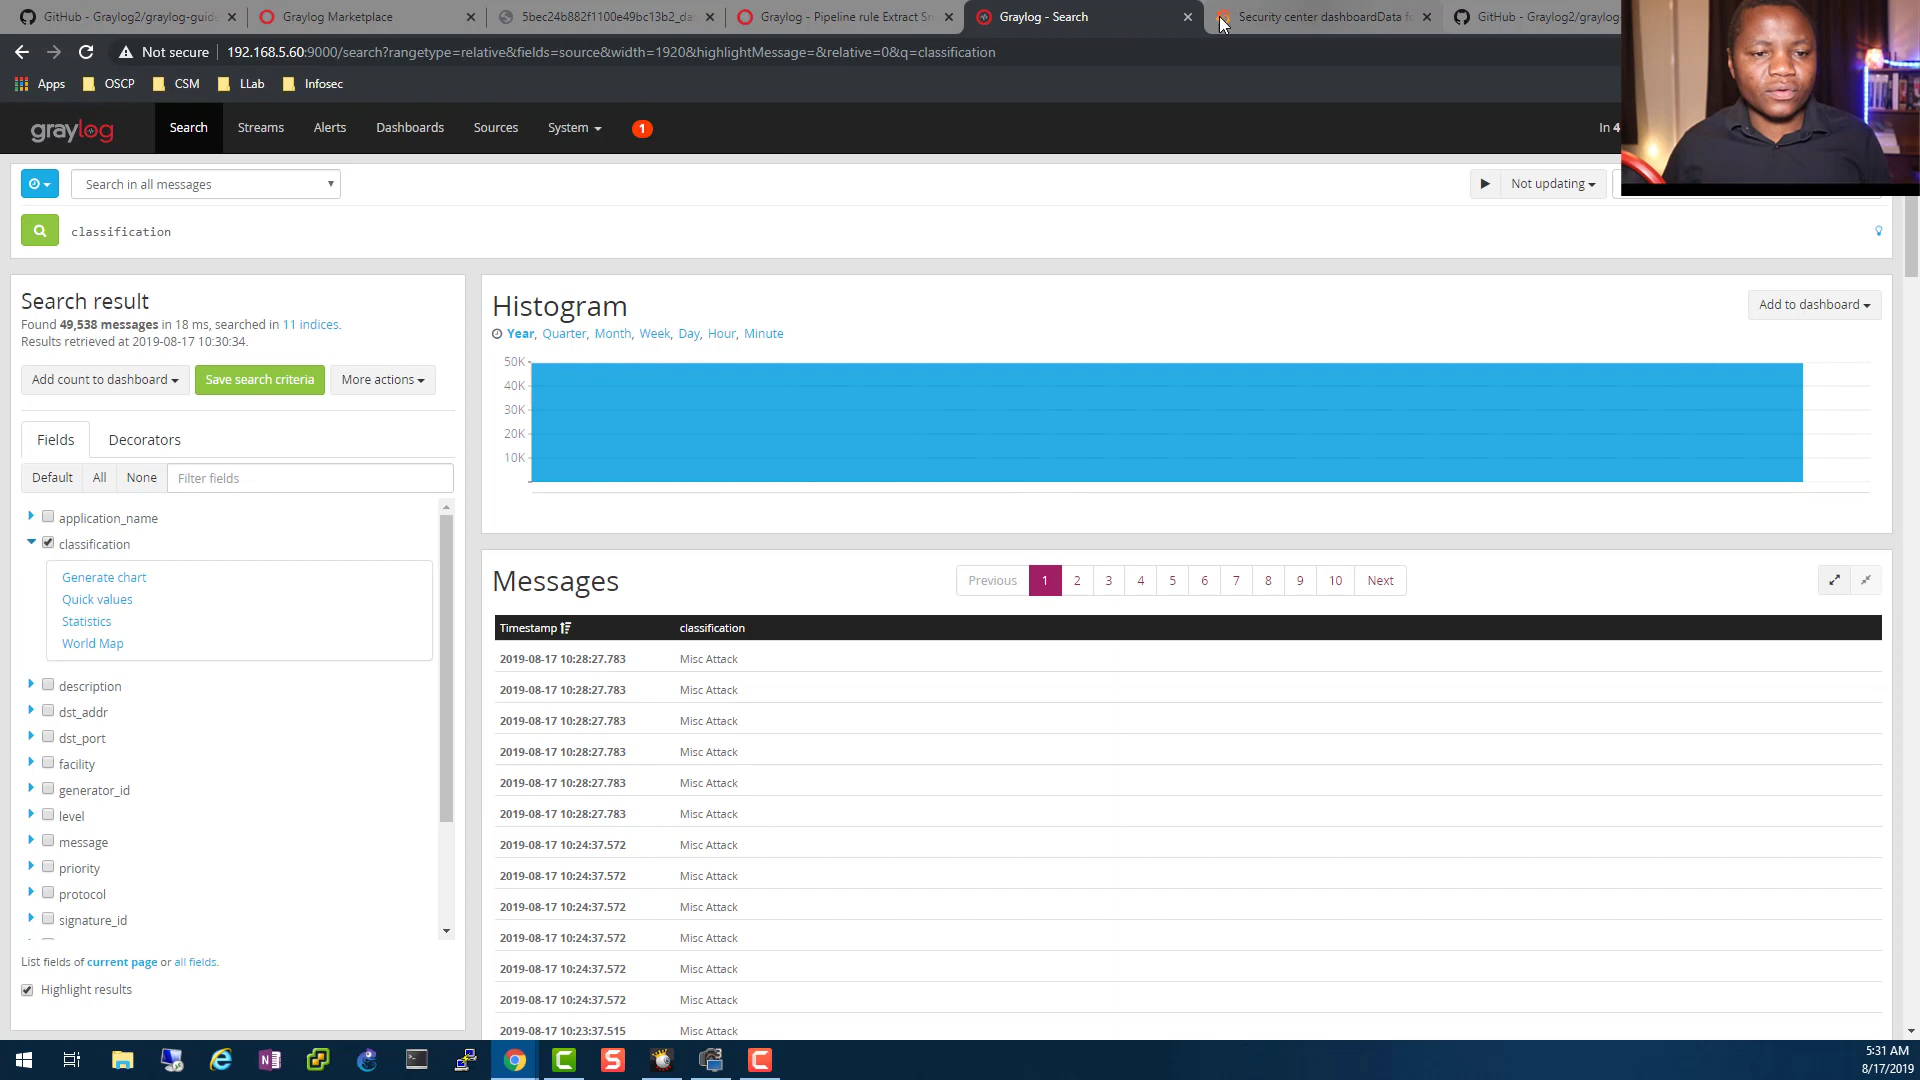 GitHub - Graylog2/graylog-guid
Graylog Marketplace
5bec24b882f1100e49bc13b2_da
Graylog - Pipeline rule Extract Sn
Graylog - Search
Security center dashboardData f
GitHub - Graylog2/graylog-
Not secure
192.168.5.60:9000/search?rangetype=relative&fields=source&width=1920&highlightMessage=&relative=0&q=classification
Apps
OSCP
CSM
LLab
Infosec
graylog
Search
Streams
Alerts
Dashboards
Sources
System
1
In 4
Search in all messages
Not updating
classification
Search result
Found 49,538 messages in 18 ms, searched in 11 indices.
Results retrieved at 2019-08-17 10:30:34.
Add count to dashboard
Save search criteria
More actions
Fields
Decorators
Default
All
None
Filter fields
application_name
classification
Generate chart
Quick values
Statistics
World Map
description
dst_addr
dst_port
facility
generator_id
level
message
priority
protocol
signature_id
List fields of current page or all fields.
Highlight results
Histogram
Add to dashboard
Year, Quarter, Month, Week, Day, Hour, Minute
50K
40K
30K
20K
10K
Messages
Previous 1 2 3 4 5 6 7 8 9 10 Next
Timestamp classification
2019-08-17 10:28:27.783 Misc Attack
2019-08-17 10:28:27.783 Misc Attack
2019-08-17 10:28:27.783 Misc Attack
2019-08-17 10:28:27.783 Misc Attack
2019-08-17 10:28:27.783 Misc Attack
2019-08-17 10:28:27.783 Misc Attack
2019-08-17 10:24:37.572 Misc Attack
2019-08-17 10:24:37.572 Misc Attack
2019-08-17 10:24:37.572 Misc Attack
2019-08-17 10:24:37.572 Misc Attack
2019-08-17 10:24:37.572 Misc Attack
2019-08-17 10:24:37.572 Misc Attack
2019-08-17 10:23:37.515 Misc Attack
5:31 AM
8/17/2019